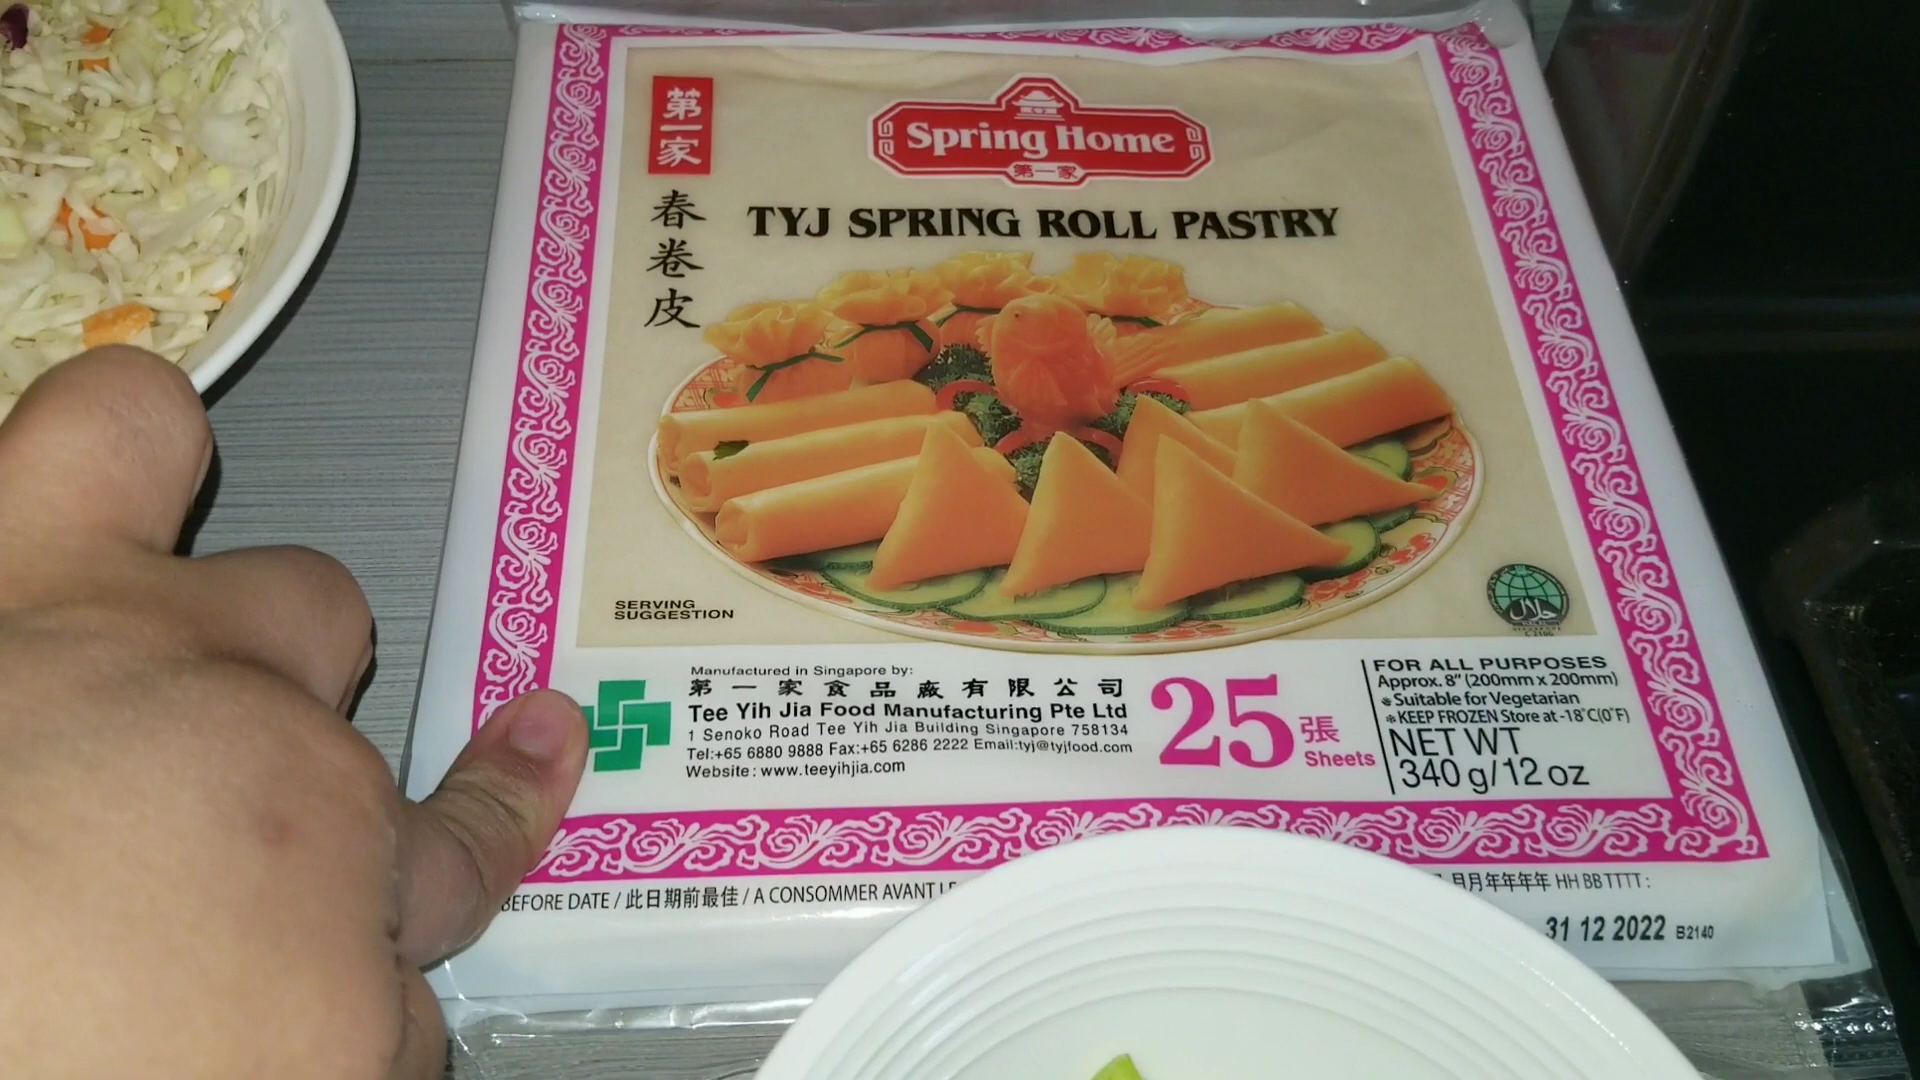 第一家
Spring Home
第一家
春卷皮
TYJ SPRING ROLL PASTRY
SERVING
SUGGESTION
Manufactured in Singapore by:
第一家食品廠有限公司
Tee Yih Jia Food Manufacturing Pte Ltd
1 Senoko Road Tee Yih Jia Building Singapore 758134
Tel:+65 6880 9888 Fax:+65 6286 2222 Email:tyj@tyjfood.com
Website: www.teeyihjia.com
25 張
Sheets
FOR ALL PURPOSES
Approx. 8" (200mm x 200mm)
* Suitable for Vegetarian
* KEEP FROZEN Store at -18°C(0°F)
NET WT
340 g/12 oz
BEFORE DATE / 此日期前最佳 / A CONSOMMER AVANT
月年年年年 HH BB TTTT :
31 12 2022 B2140